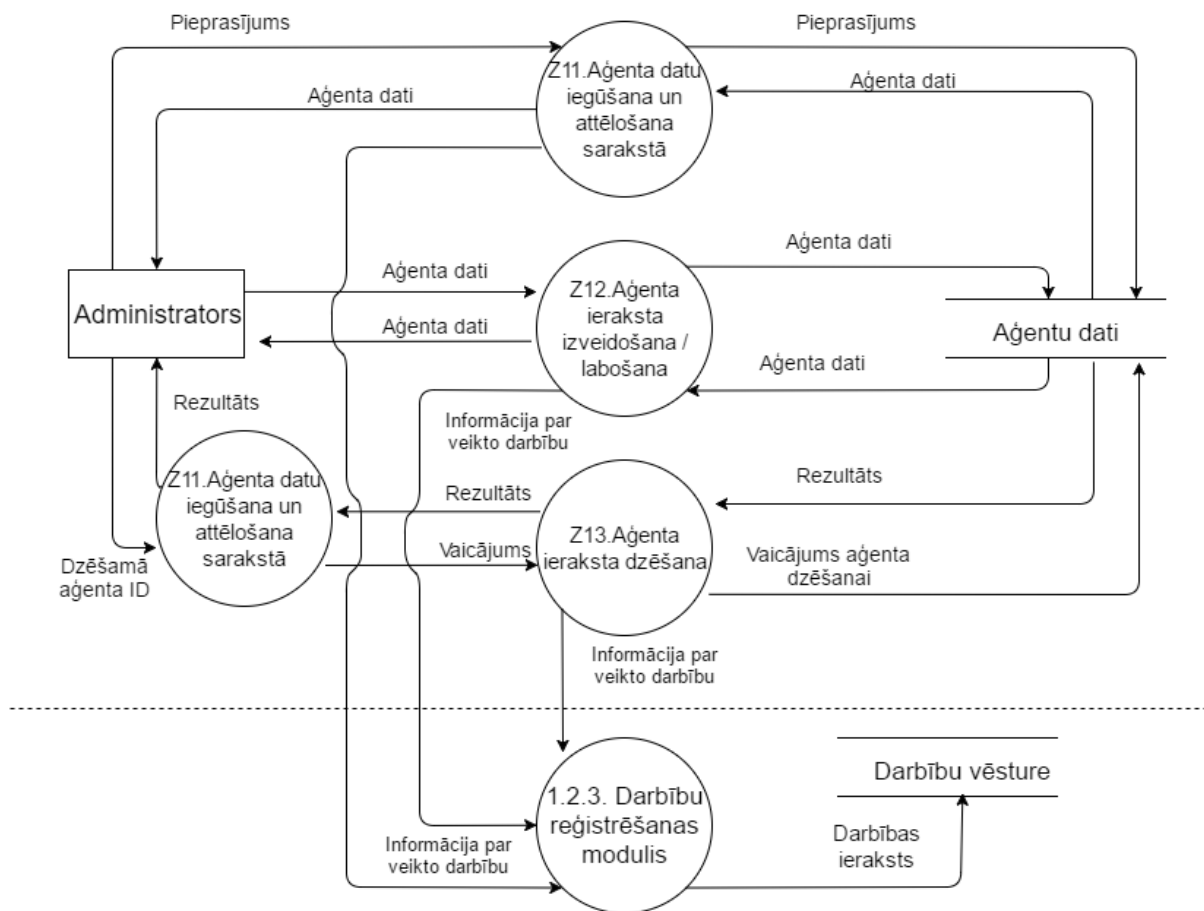 Pieprasījums
Pieprasījums
Z11.Aģenta datu
iegūšana un
attēlošana
sarakstā
Aģenta dati
Aģenta dati
Aģenta dati
Aģenta dati
Z12.Aģenta
ieraksta
izveidošana /
labošana
Administrators
Aģenta dati
Aģentu dati
Aģenta dati
Rezultāts
Informācija par
veikto darbību
Z11.Aģenta datu
iegūšana un
attēlošana
sarakstā
Rezultāts
Rezultāts
Z13.Aģenta
ieraksta dzēšana
Vaicājums
Vaicājums aģenta
dzēšanai
Dzēšamā
aģenta ID
Informācija par
veikto darbību
1.2.3. Darbību
reģistrēšanas
modulis
Darbību vēsture
Informācija par
veikto darbību
Darbības
ieraksts